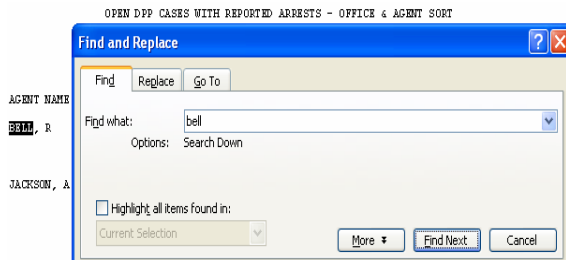 OPEN DPP CASES WITH REPORTED ARRESTS - OFFICE & AGENT SORT
Find and Replace
Find
Replace
Go To
AGENT NAME
Find what:
bell
BELL, R
Options:
Search Down
JACKSON, A
Highlight all items found in:
Current Selection
More
Find Next
Cancel